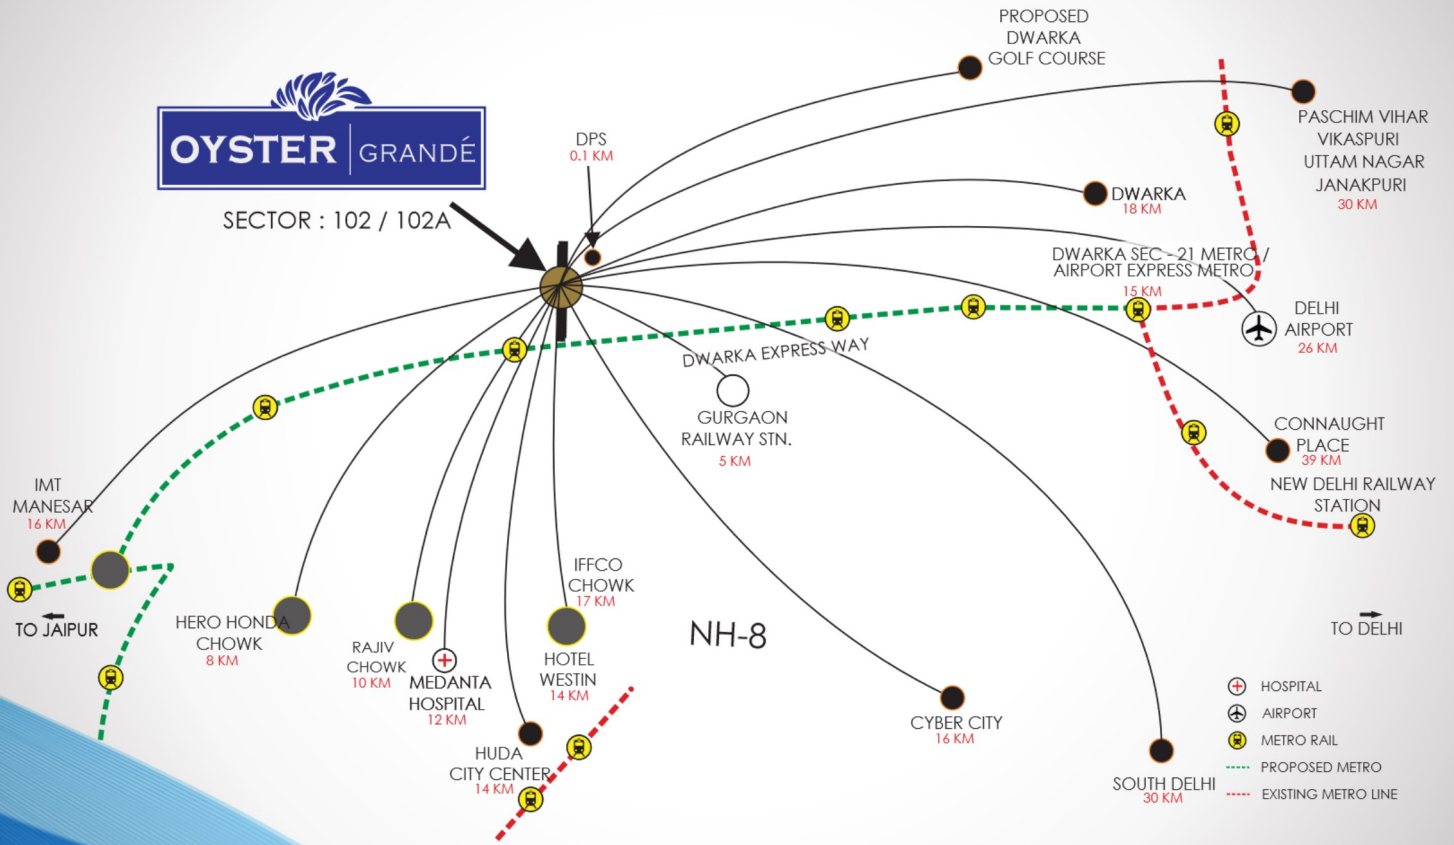 PROPOSED
DWARKA
GOLF COURSE
OYSTER GRANDÉ
SECTOR : 102 / 102A
DPS
0.1 KM
PASCHIM VIHAR
VIKASPURI
UTTAM NAGAR
JANAKPURI
30 KM
DWARKA
18 KM
DWARKA SEC - 21 METRO /
AIRPORT EXPRESS METRO
15 KM
DELHI
AIRPORT
26 KM
DWARKA EXPRESS WAY
GURGAON
RAILWAY STN.
5 KM
CONNAUGHT
PLACE
39 KM
NEW DELHI RAILWAY
STATION
IMT
MANESAR
16 KM
TO JAIPUR
HERO HONDA
CHOWK
8 KM
RAJIV
CHOWK
10 KM
MEDANTA
HOSPITAL
12 KM
IFFCO
CHOWK
17 KM
HOTEL
WESTIN
14 KM
HUDA
CITY CENTER
14 KM
NH-8
CYBER CITY
16 KM
SOUTH DELHI
30 KM
TO DELHI
HOSPITAL
AIRPORT
METRO RAIL
PROPOSED METRO
EXISTING METRO LINE